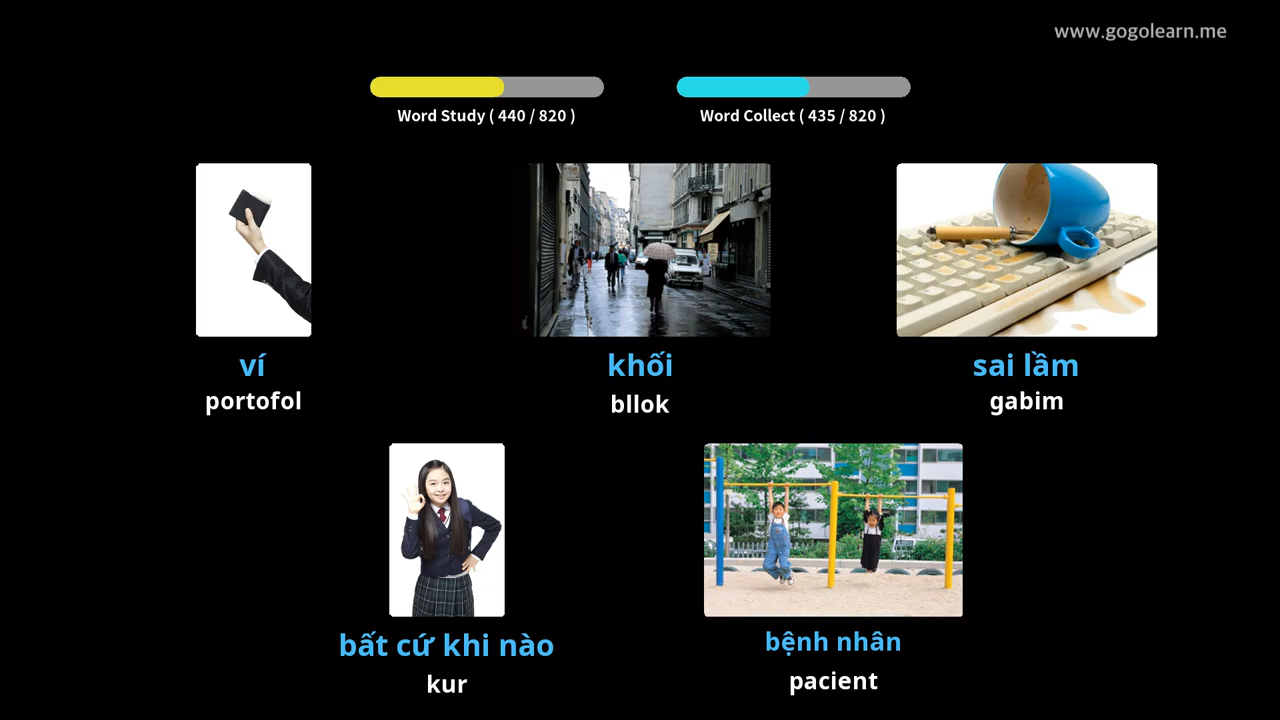 www.gogolearn.me
Word Study ( 440 / 820 )
Word Collect ( 435 / 820 )
ví
portofol
khối
bllok
sai lầm
gabim
bất cứ khi nào
kur
bệnh nhân
pacient